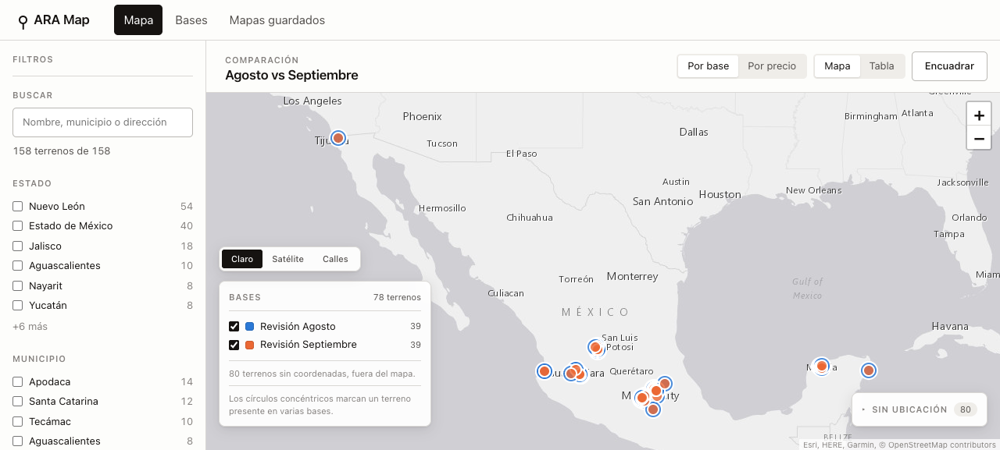 ARA Map
Mapa
Bases
Mapas guardados
FILTROS
BUSCAR
Nombre, municipio o dirección
158 terrenos de 158
ESTADO
Nuevo León 54
Estado de México 40
Jalisco 18
Aguascalientes 10
Nayarit 8
Yucatán 8
+6 más
MUNICIPIO
Apodaca 14
Santa Catarina 12
Tecámac 10
Aguascalientes 8
COMPARACIÓN
Agosto vs Septiembre
Por base
Por precio
Mapa
Tabla
Encuadrar
Los Angeles
Phoenix
Tucson
El Paso
Dallas
Birmingham
Atlanta
Austin
San Antonio
Houston
New Orleans
Jacksonville
Orlando
Tampa
Hermosillo
Chihuahua
Torreón
Monterrey
Culiacan
MÉXICO
San Luis
Potosi
Querétaro
Gulf of
Mexico
Havana
BELIZE
+
−
Claro
Satélite
Calles
BASES 78 terrenos
Revisión Agosto 39
Revisión Septiembre 39
80 terrenos sin coordenadas, fuera del mapa.
Los círculos concéntricos marcan un terreno
presente en varias bases.
SIN UBICACIÓN 80
Esri, HERE, Garmin, © OpenStreetMap contributors